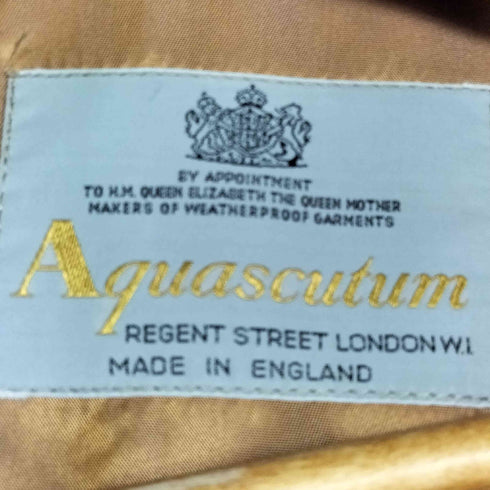 BY APPOINTMENT
TO H.M. QUEEN ELIZABETH THE QUEEN MOTHER
MAKERS OF WEATHERPROOF GARMENTS
Aquascutum
REGENT STREET LONDON W.1.
MADE IN ENGLAND